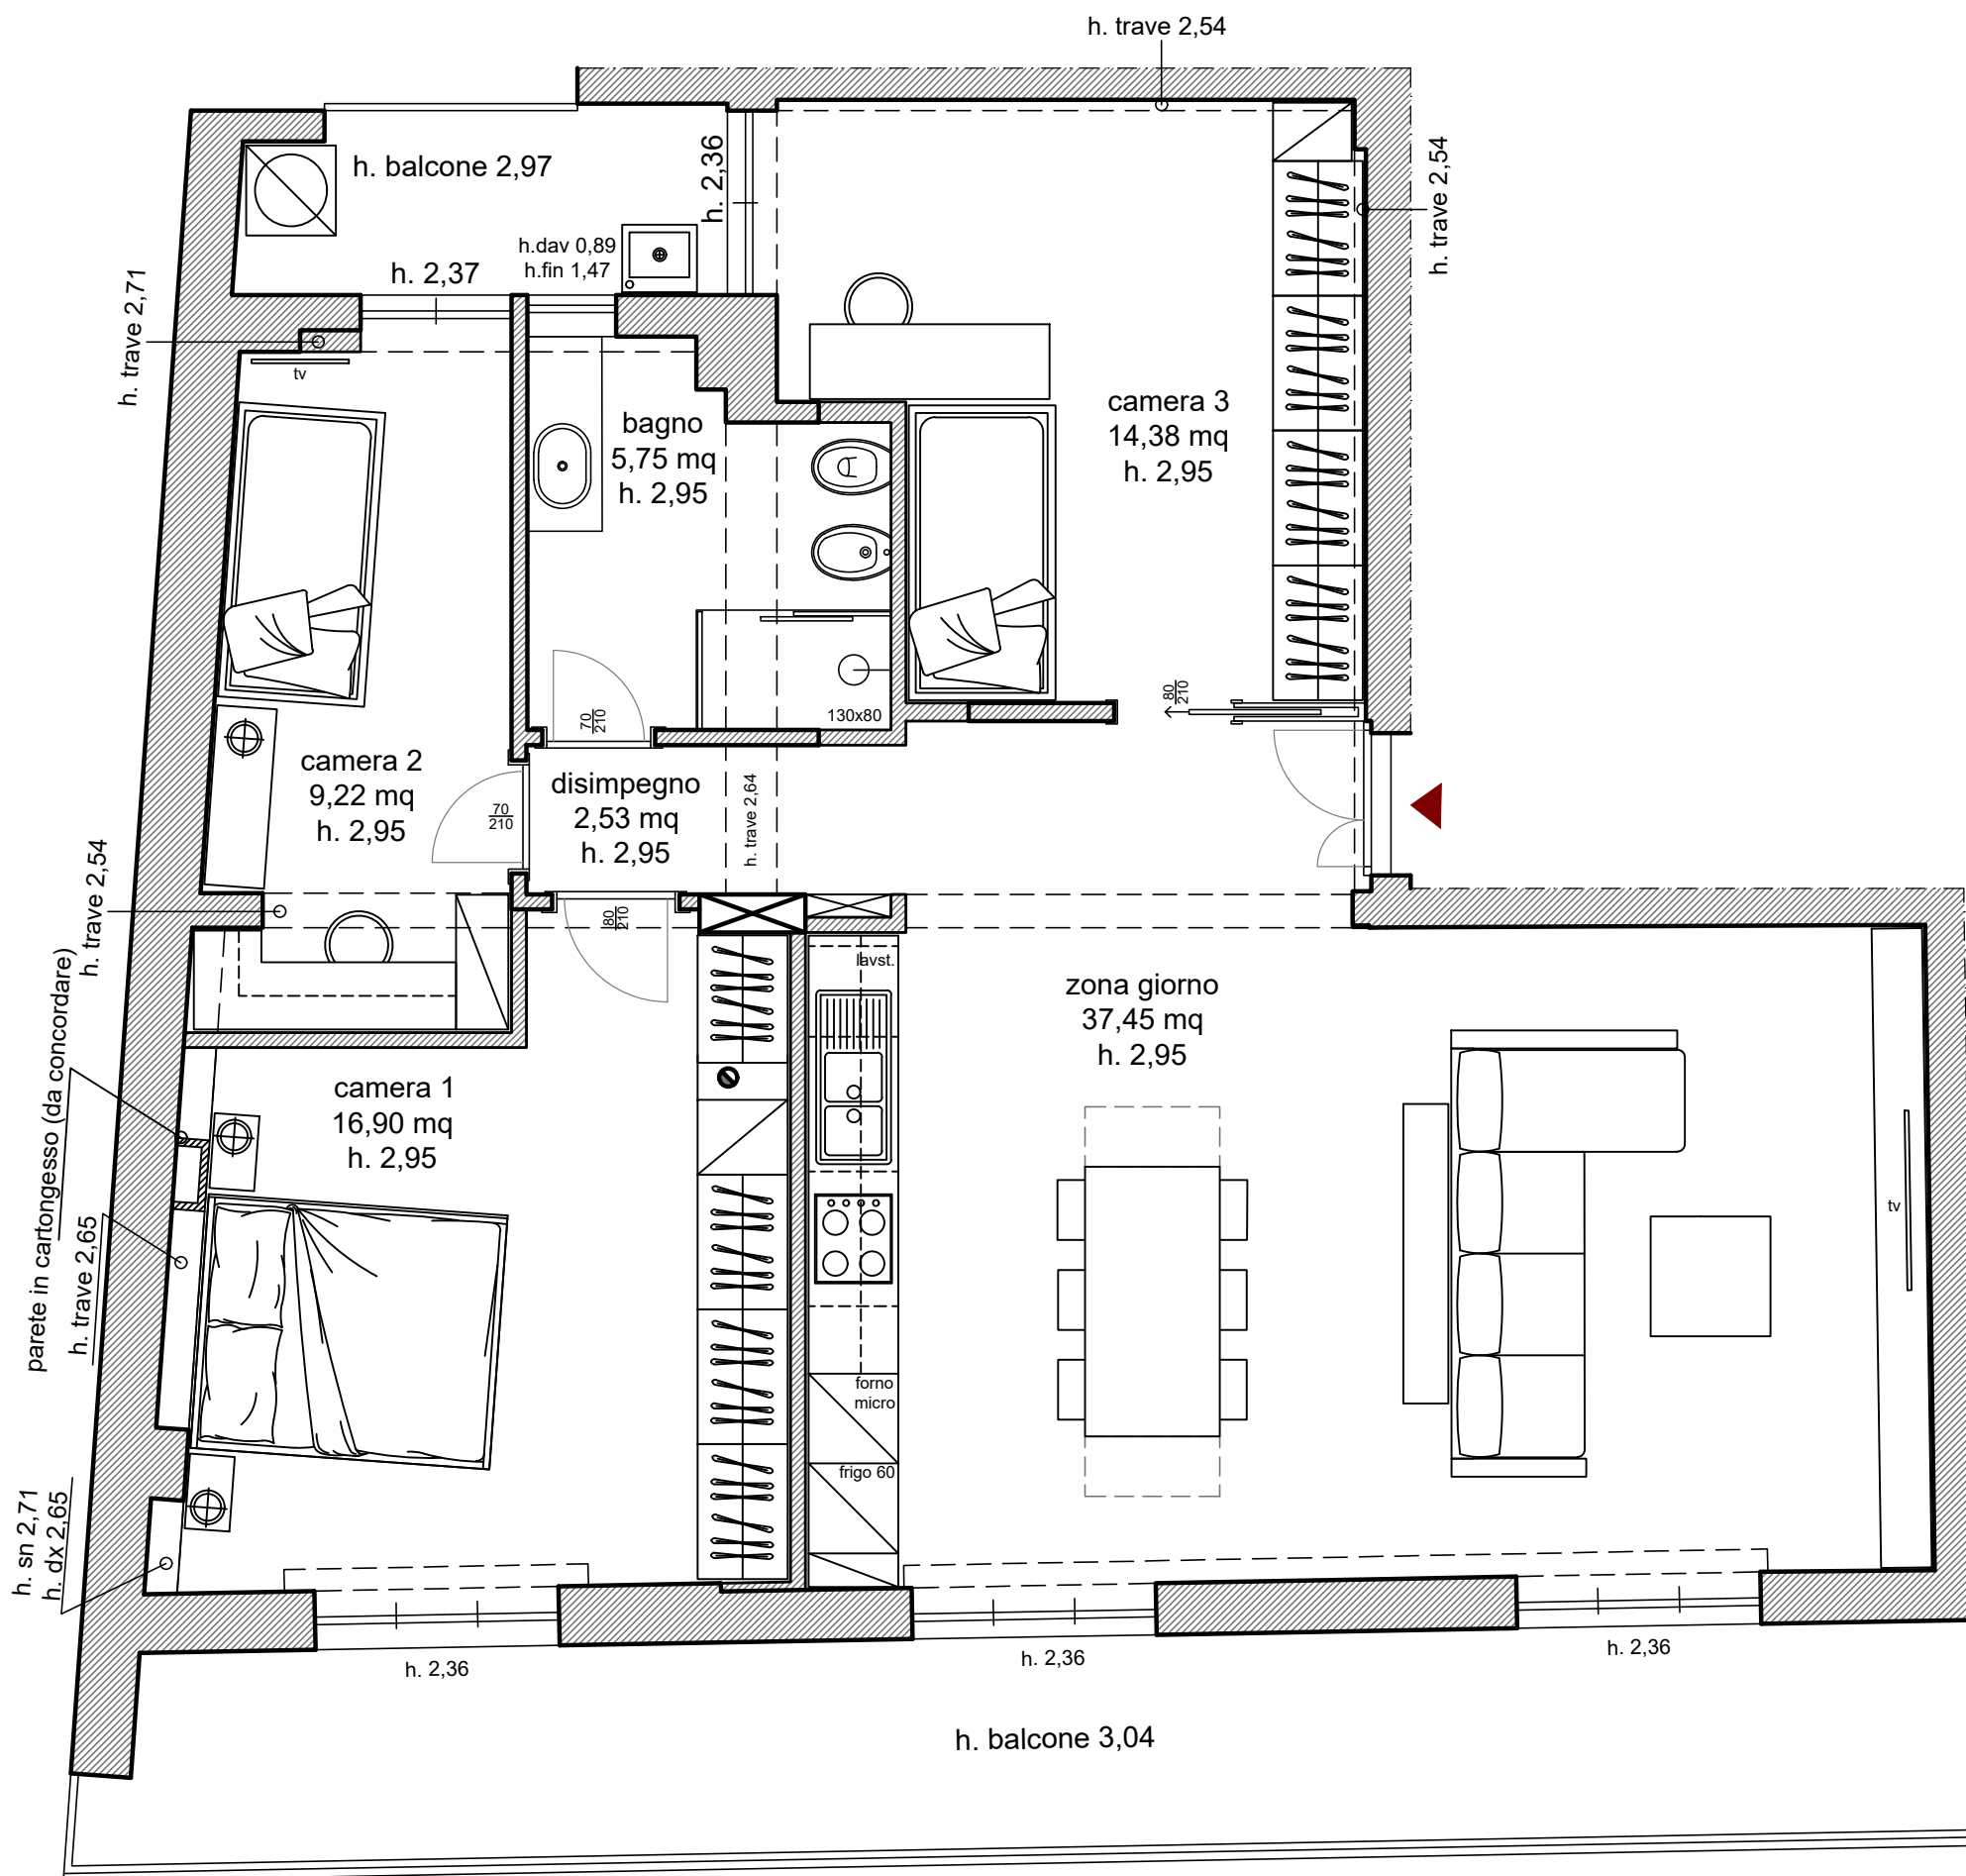 h. trave 2,54
h. balcone 2,97
h. 2,36
h. trave 2,54
h.dav 0,89
h.fin 1,47
h. 2,37
h. trave 2,71
tv
bagno
5,75 mq
h. 2,95
camera 3
14,38 mq
h. 2,95
130x80
80
210
70
210
camera 2
9,22 mq
h. 2,95
70
210
disimpegno
2,53 mq
h. 2,95
h. trave 2,64
h. trave 2,54
80
210
lavst.
zona giorno
37,45 mq
h. 2,95
parete in cartongesso (da concordare)
h. trave 2,65
camera 1
16,90 mq
h. 2,95
tv
forno
micro
frigo 60
h. sn 2,71
h. dx 2,65
h. 2,36
h. 2,36
h. 2,36
h. balcone 3,04